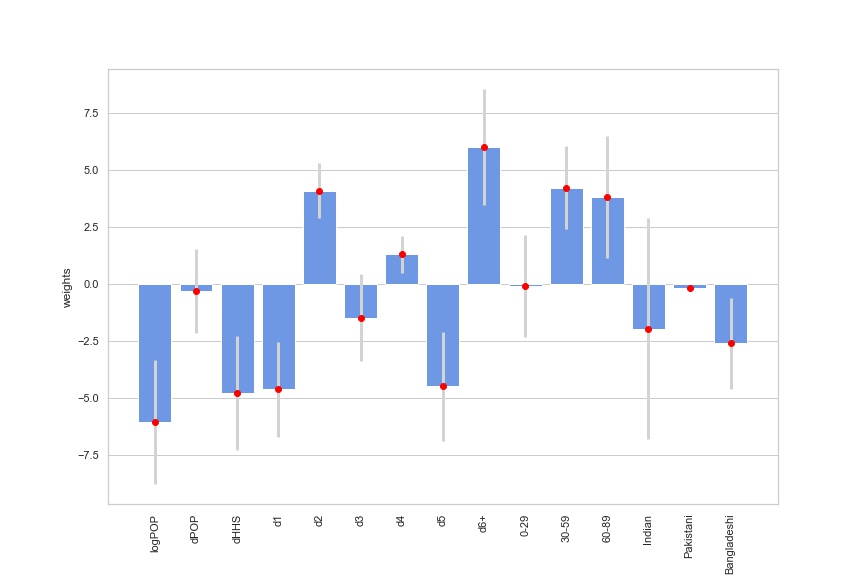 weights
7.5
5.0
2.5
0.0
−2.5
−5.0
−7.5
logPOP
dPOP
dHHS
d1
d2
d3
d4
d5
d6+
0-29
30-59
60-89
Indian
Pakistani
Bangladeshi